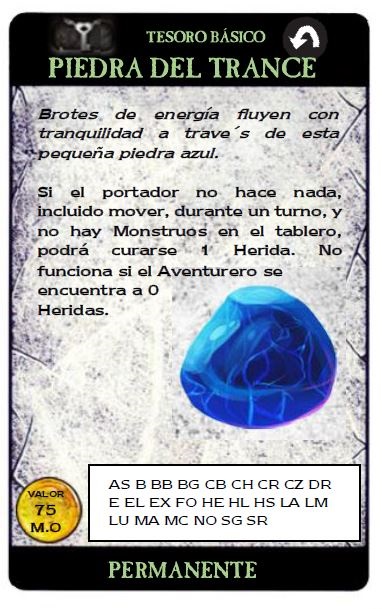 TESORO BÁSICO
PIEDRA DEL TRANCE
Brotes de energía fluyen con
tranquilidad a trave´s de esta
pequeña piedra azul.
Si el portador no hace nada,
incluido mover, durante un turno, y
no hay Monstruos en el tablero,
podrá curarse 1 Herida. No
funciona si el Aventurero se
encuentra a 0
Heridas.
VALOR
75
M.O
AS B BB BG CB CH CR CZ DR
E EL EX FO HE HL HS LA LM
LU MA MC NO SG SR
PERMANENTE